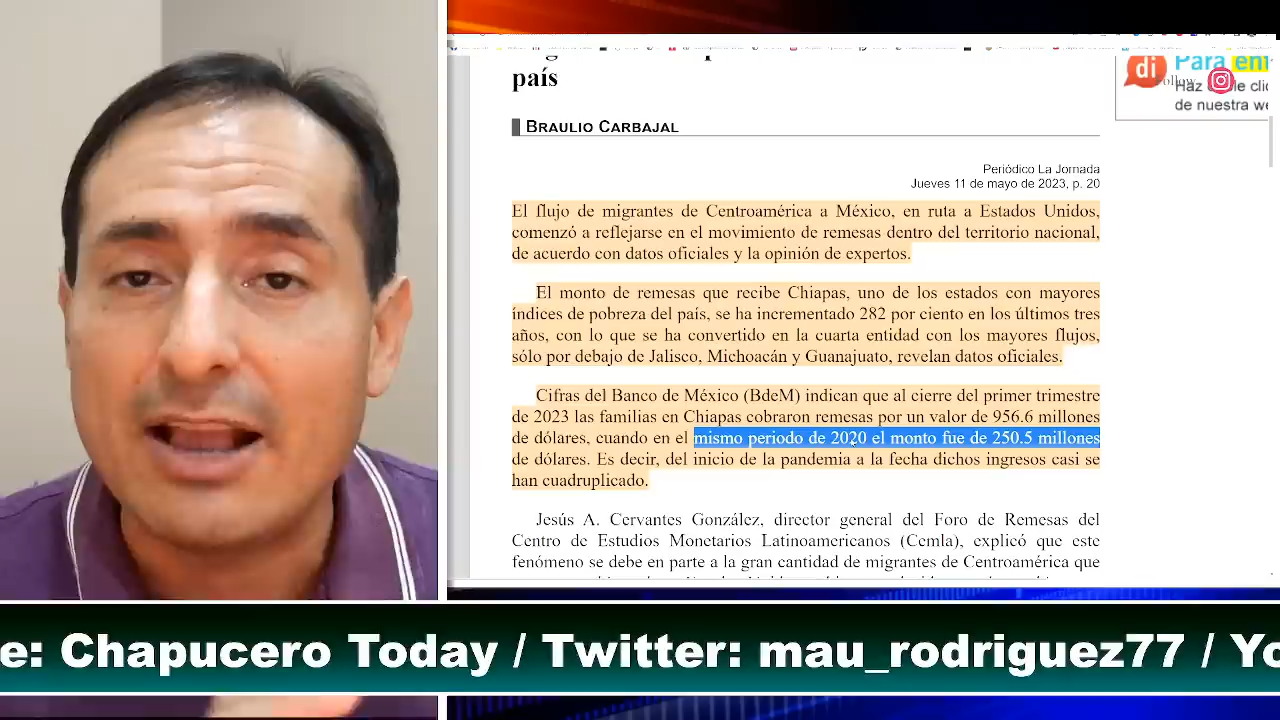 país
BRAULIO CARBAJAL
Periódico La Jornada
Jueves 11 de mayo de 2023, p. 20
El flujo de migrantes de Centroamérica a México, en ruta a Estados Unidos,
comenzó a reflejarse en el movimiento de remesas dentro del territorio nacional,
de acuerdo con datos oficiales y la opinión de expertos.
El monto de remesas que recibe Chiapas, uno de los estados con mayores
índices de pobreza del país, se ha incrementado 282 por ciento en los últimos tres
años, con lo que se ha convertido en la cuarta entidad con los mayores flujos,
sólo por debajo de Jalisco, Michoacán y Guanajuato, revelan datos oficiales.
Cifras del Banco de México (BdeM) indican que al cierre del primer trimestre
de 2023 las familias en Chiapas cobraron remesas por un valor de 956.6 millones
de dólares, cuando en el mismo periodo de 2020 el monto fue de 250.5 millones
de dólares. Es decir, del inicio de la pandemia a la fecha dichos ingresos casi se
han cuadruplicado.
Jesús A. Cervantes González, director general del Foro de Remesas del
Centro de Estudios Monetarios Latinoamericanos (Cemla), explicó que este
fenómeno se debe en parte a la gran cantidad de migrantes de Centroamérica que
di
Para
Follow
Haz
clic
de nuestra
e: Chapucero Today / Twitter: mau_rodriguez77 / Yo